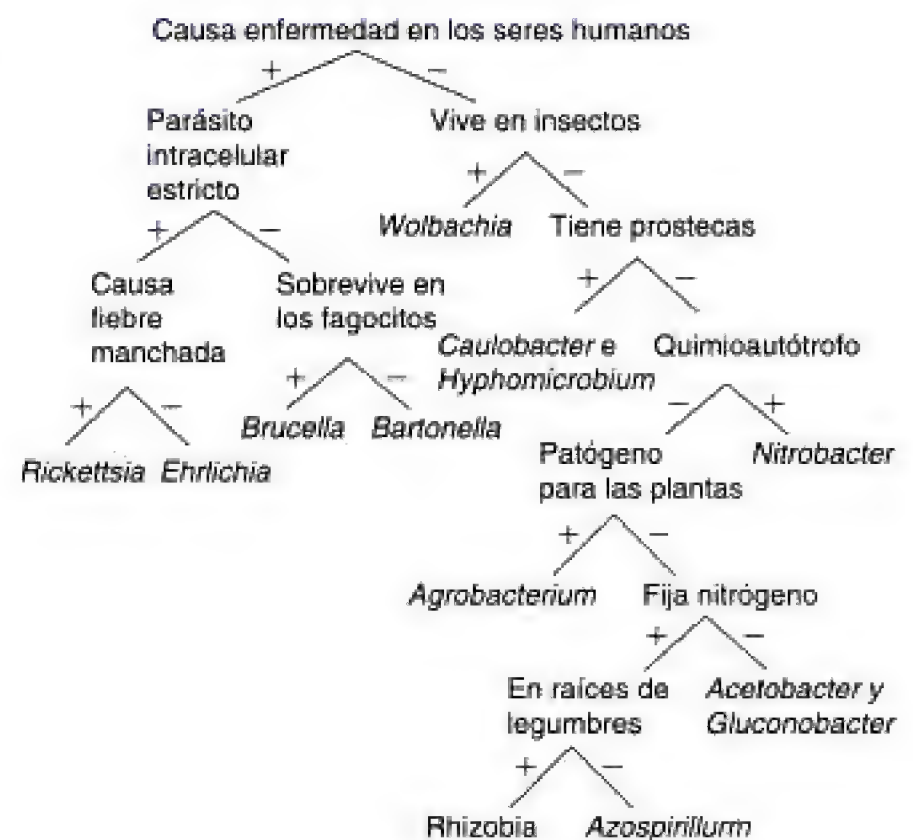 Causa enfermedad en los seres humanos
+ −
Parásito
intracelular
estricto
Vive en insectos
+ −
Wolbachia Tiene prostecas
+ −
Causa
fiebre
manchada
Sobrevive en
los fagocitos
+ −
Caulobacter e
Hyphomicrobium
Quimioautótrofo
+ −
Rickettsia Ehrlichia
+ −
Brucella Bartonella
− +
Patógeno
para las plantas
Nitrobacter
+ −
Agrobacterium Fija nitrógeno
+ −
En raíces de
legumbres
Acetobacter y
Gluconobacter
+ −
Rhizobia Azospirillurm